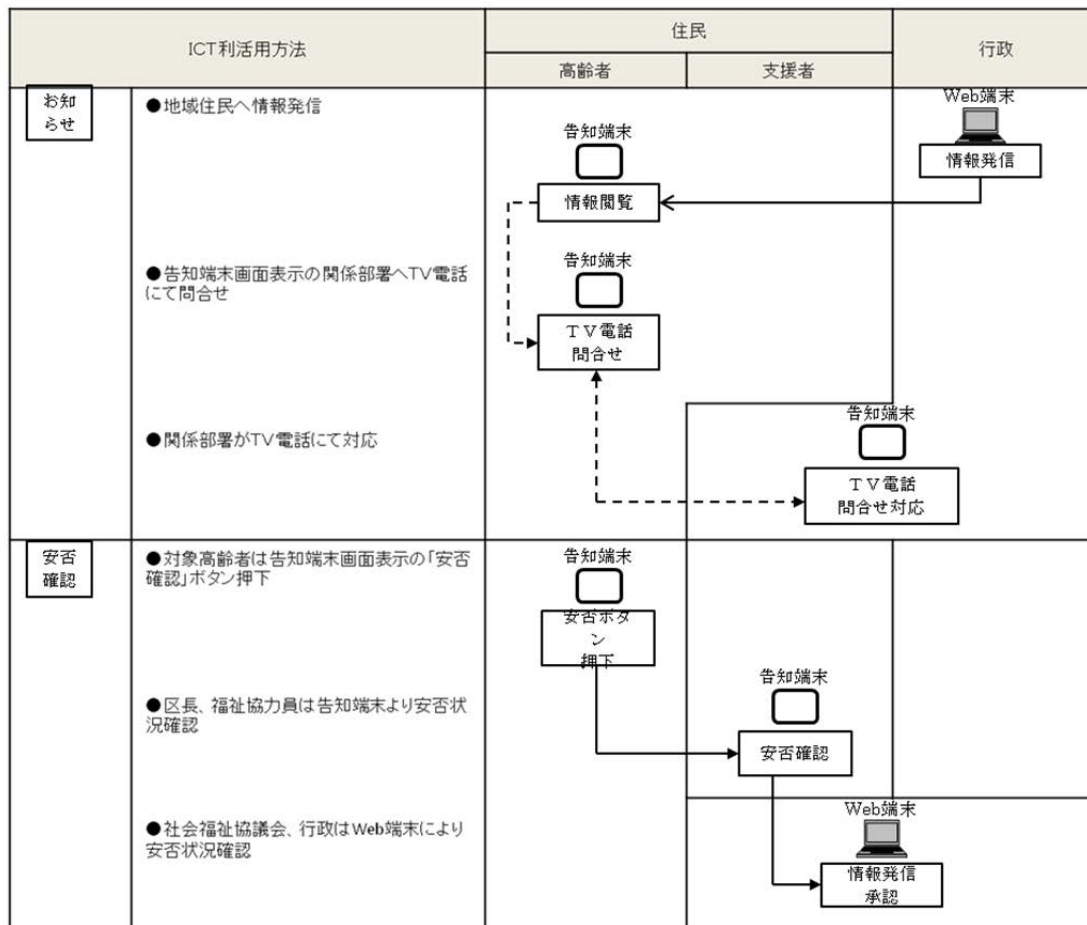 ICT利活用方法
住民
行政
高齢者
支援者
お知
らせ
●地域住民へ情報発信
Web端末
情報発信
告知端末
情報閲覧
●告知端末画面表示の関係部署へTV電話
にて問合せ
告知端末
ＴＶ電話
問合せ
●関係部署がTV電話にて対応
告知端末
ＴＶ電話
問合せ対応
安否
確認
●対象高齢者は告知端末画面表示の「安否
確認」ボタン押下
告知端末
安否ボタ
ン
押下
●区長、福祉協力員は告知端末より安否状
況確認
告知端末
安否確認
●社会福祉協議会、行政はWeb端末により
安否状況確認
Web端末
情報発信
承認